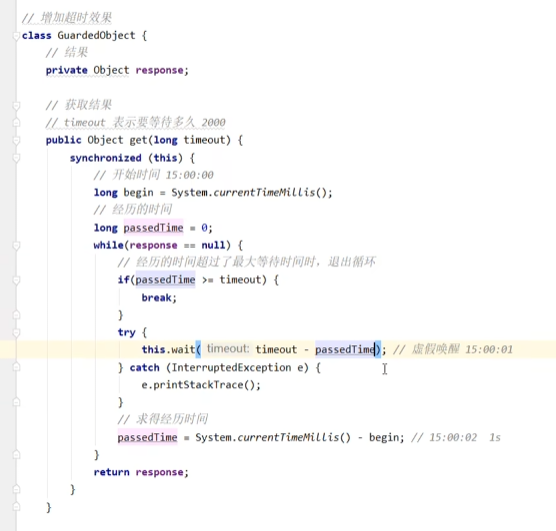 // 增加超时效果
class GuardedObject {
// 结果
private Object response;
// 获取结果
// timeout 表示要等待多久 2000
public Object get(long timeout) {
synchronized (this) {
// 开始时间 15:00:00
long begin = System.currentTimeMillis();
// 经历的时间
long passedTime = 0;
while(response == null) {
// 经历的时间超过了最大等待时间时，退出循环
if(passedTime >= timeout) {
break;
}
try {
this.wait( timeout: timeout - passedTime); // 虚假唤醒 15:00:01
} catch (InterruptedException e) {
e.printStackTrace();
}
// 求得经历时间
passedTime = System.currentTimeMillis() - begin; // 15:00:02 1s
}
return response;
}
}